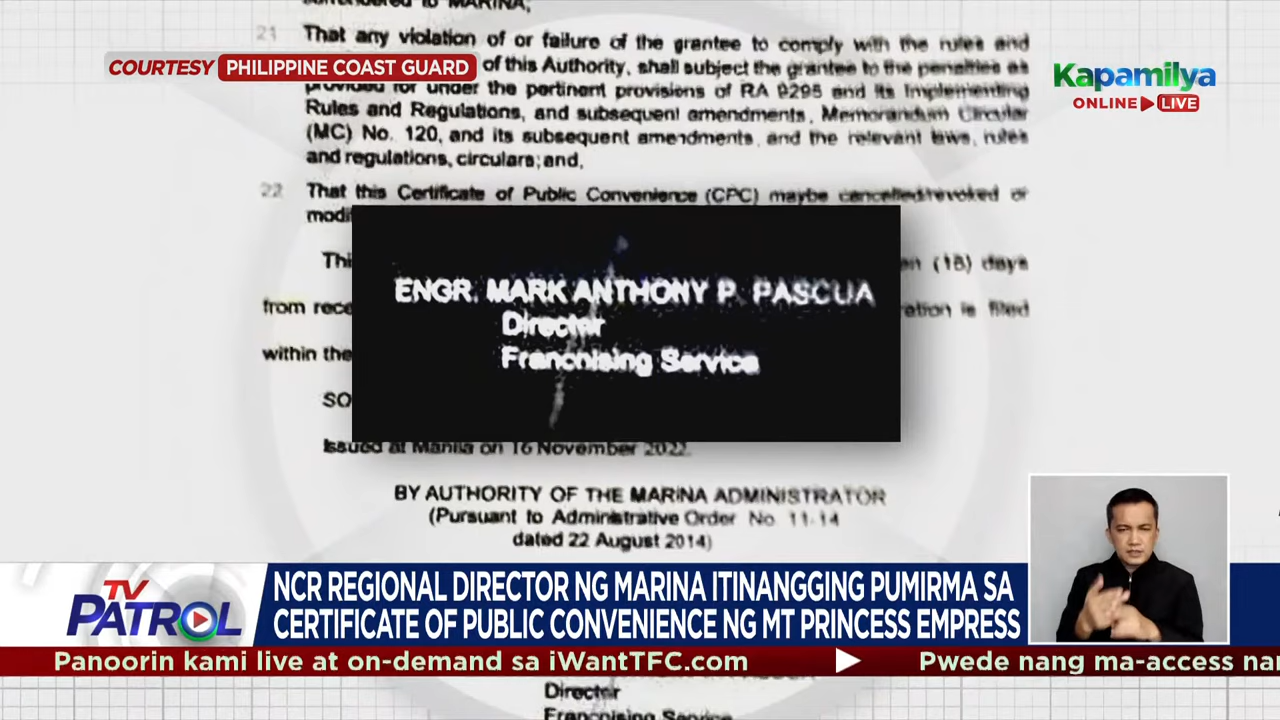 surrendered to MARINA;
21 That any violation of or failure of the grantee to comply with the rules and
COURTESY PHILIPPINE COAST GUARD
of this Authority, shall subject the grantee to the penalties as
provided for under the pertinent provisions of RA 9295 and its Implementing
Rules and Regulations, and subsequent amendments, Memorandum Circular
(MC) No. 120, and its subsequent amendments, and the relevant laws, rules
and regulations, circulars; and,
22 That this Certificate of Public Convenience (CPC) maybe cancelled/revoked or
modi
Thi
en (15) days
from rece
ration is filed
within the
SO
ENGR. MARK ANTHONY P. PASCUA
Director
Franchising Service
Issued at Manila on 16 November 2022.
BY AUTHORITY OF THE MARINA ADMINISTRATOR
(Pursuant to Administrative Order No. 11-14
dated 22 August 2014)
Kapamilya
ONLINE LIVE
TV PATROL
NCR REGIONAL DIRECTOR NG MARINA ITINANGGING PUMIRMA SA
CERTIFICATE OF PUBLIC CONVENIENCE NG MT PRINCESS EMPRESS
Panoorin kami live at on-demand sa iWantTFC.com
Pwede nang ma-access nan
Director
Franchising Service